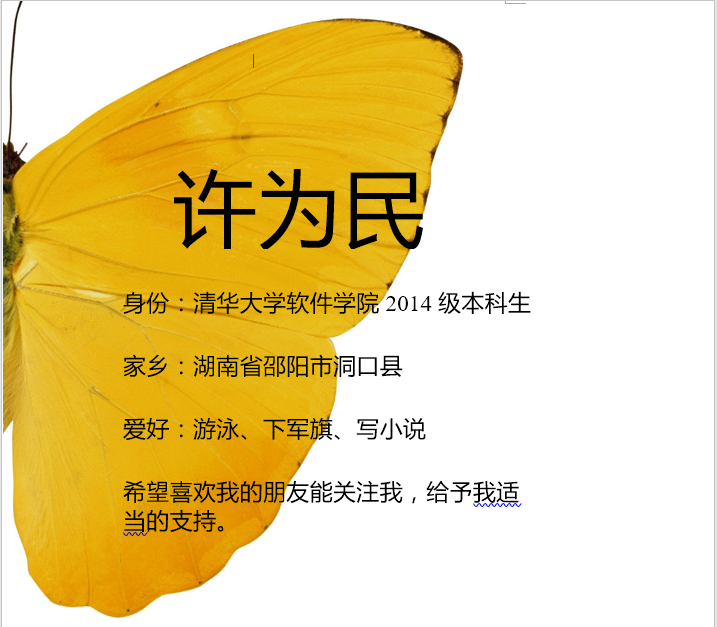 许为民
身份：清华大学软件学院 2014 级本科生
家乡：湖南省邵阳市洞口县
爱好：游泳、下军旗、写小说
希望喜欢我的朋友能关注我，给予我适
当的支持。